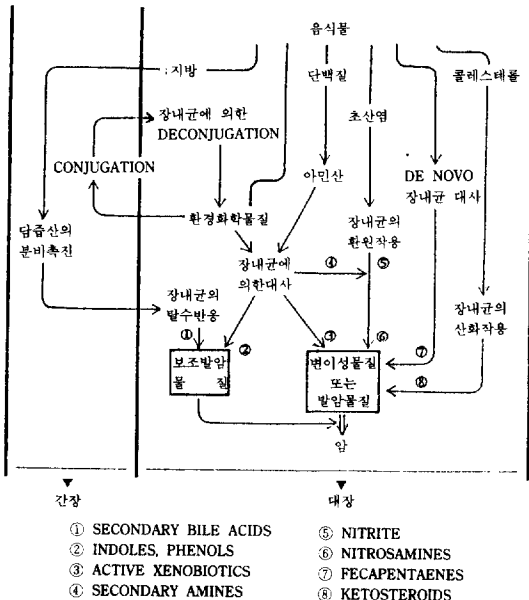 음식물
지방
단백질
콜레스테롤
장내균에 의한
DECONJUGATION
초산염
CONJUGATION
아민산
DE NOVO
장내균 대사
담즙산의
분비촉진
환경화학물질
장내균의
환원작용
장내균에
의한대사
④
⑤
장내균의
탈수반응
장내균의
산화작용
①
②
③
⑥
보조발암
물 질
변이성물질
또는
발암물질
⑦
⑧
암
간장
대장
① SECONDARY BILE ACIDS
② INDOLES, PHENOLS
③ ACTIVE XENOBIOTICS
④ SECONDARY AMINES
⑤ NITRITE
⑥ NITROSAMINES
⑦ FECAPENTAENES
⑧ KETOSTEROIDS